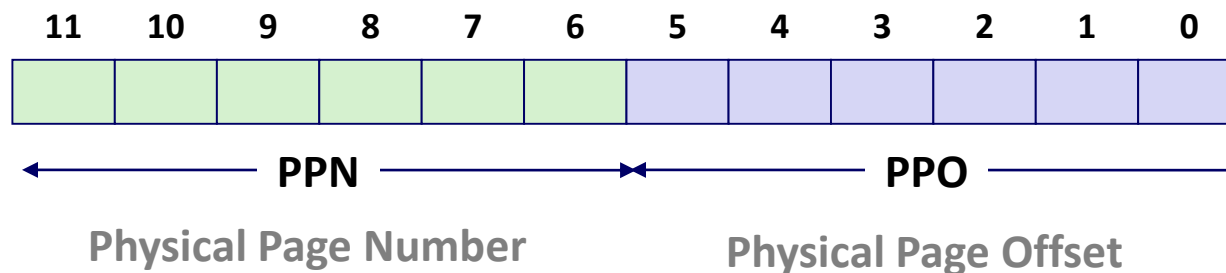 11 10 9 8 7 6 5 4 3 2 1 0
PPN PPO
Physical Page Number Physical Page Offset